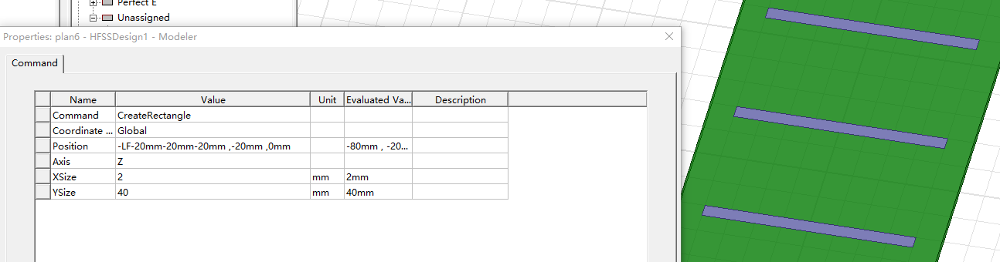 Perfect E
Unassigned
Properties: plan6 - HFSSDesign1 - Modeler
Command
Name Value Unit Evaluated Va... Description
Command CreateRectangle
Coordinate ... Global
Position -LF-20mm-20mm-20mm ,-20mm ,0mm -80mm , -20...
Axis Z
XSize 2 mm 2mm
YSize 40 mm 40mm